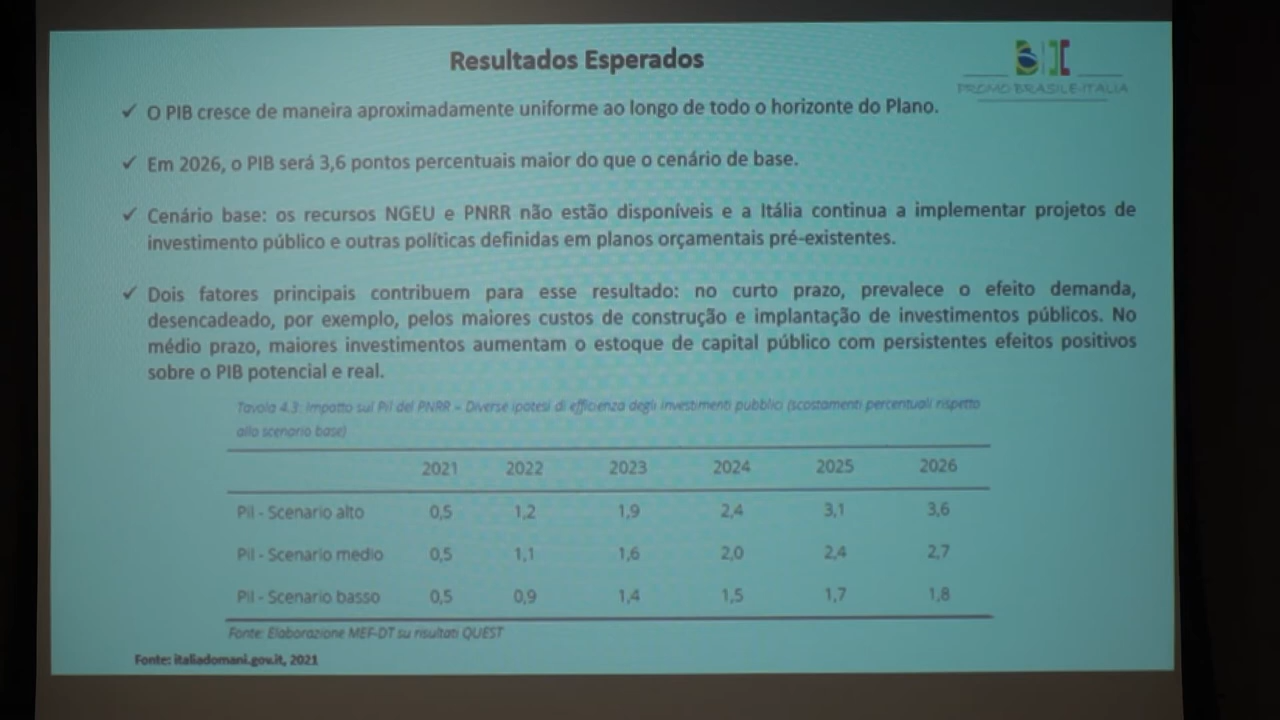 Resultados Esperados
PROMO BRASILE-ITALIA
✓ O PIB cresce de maneira aproximadamente uniforme ao longo de todo o horizonte do Plano.
✓ Em 2026, o PIB será 3,6 pontos percentuais maior do que o cenário de base.
✓ Cenário base: os recursos NGEU e PNRR não estão disponíveis e a Itália continua a implementar projetos de
investimento público e outras políticas definidas em planos orçamentais pré-existentes.
✓ Dois fatores principais contribuem para esse resultado: no curto prazo, prevalece o efeito demanda,
desencadeado, por exemplo, pelos maiores custos de construção e implantação de investimentos públicos. No
médio prazo, maiores investimentos aumentam o estoque de capital público com persistentes efeitos positivos
sobre o PIB potencial e real.
Tavola 4.3: Impatto sul Pil del PNRR – Diverse ipotesi di efficienza degli investimenti pubblici (scostamenti percentuali rispetto
allo scenario base)
2021 2022 2023 2024 2025 2026
Pil - Scenario alto 0,5 1,2 1,9 2,4 3,1 3,6
Pil - Scenario medio 0,5 1,1 1,6 2,0 2,4 2,7
Pil - Scenario basso 0,5 0,9 1,4 1,5 1,7 1,8
Fonte: Elaborazione MEF-DT su risultati QUEST
Fonte: italiadomani.gov.it, 2021